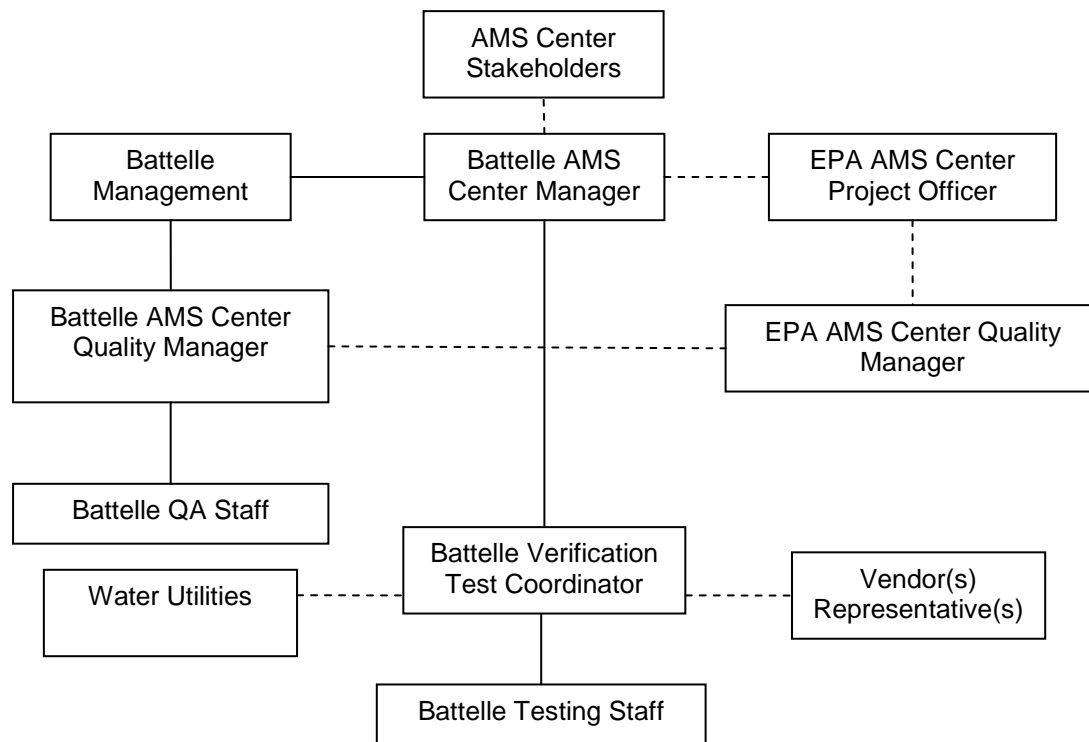 AMS Center
Stakeholders
Battelle
Management
Battelle AMS
Center Manager
EPA AMS Center
Project Officer
Battelle AMS Center
Quality Manager
EPA AMS Center Quality
Manager
Battelle QA Staff
Battelle Verification
Test Coordinator
Water Utilities
Vendor(s)
Representative(s)
Battelle Testing Staff